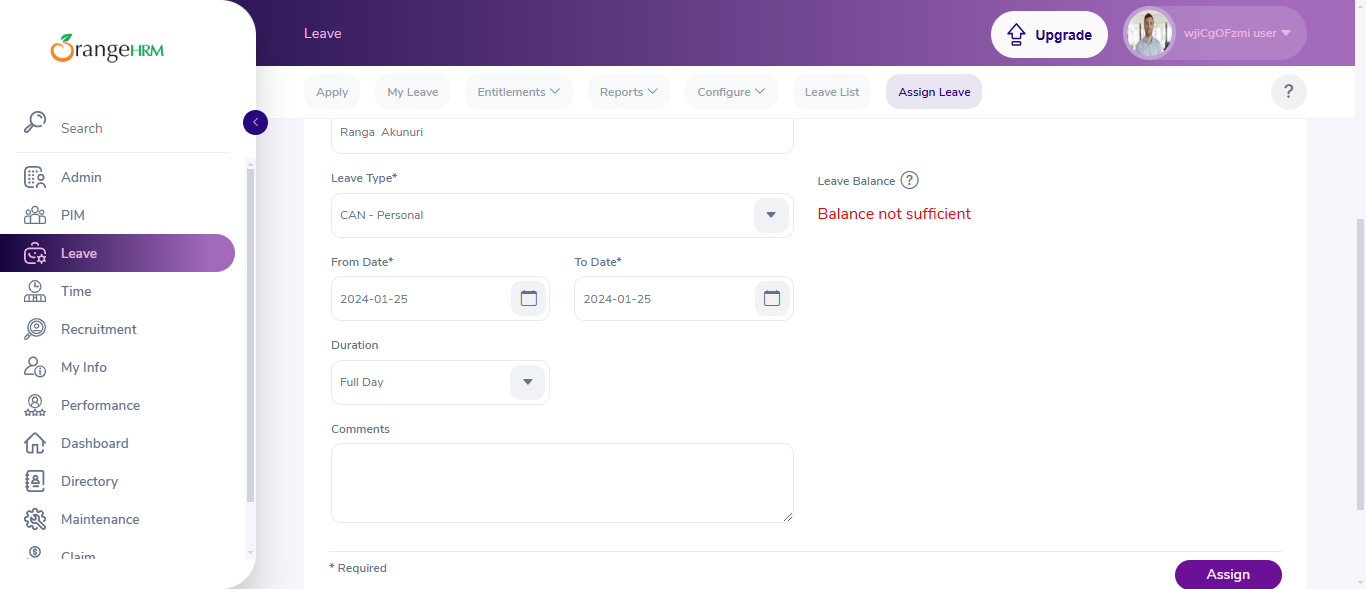 OrangeHRM
Leave
Upgrade
wjiCgOFzmi user
Apply
My Leave
Entitlements
Reports
Configure
Leave List
Assign Leave
?
Search
Admin
PIM
Leave
Time
Recruitment
My Info
Performance
Dashboard
Directory
Maintenance
Claim
Ranga Akunuri
Leave Type*
CAN - Personal
Leave Balance ?
Balance not sufficient
From Date*
To Date*
2024-01-25
2024-01-25
Duration
Full Day
Comments
* Required
Assign